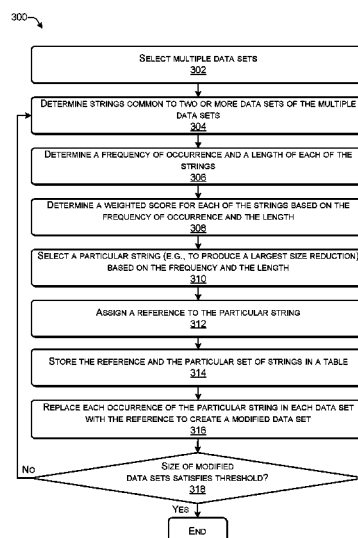 300
SELECT MULTIPLE DATA SETS
302
DETERMINE STRINGS COMMON TO TWO OR MORE DATA SETS OF THE MULTIPLE
DATA SETS
304
DETERMINE A FREQUENCY OF OCCURRENCE AND A LENGTH OF EACH OF THE
STRINGS
306
DETERMINE A WEIGHTED SCORE FOR EACH OF THE STRINGS BASED ON THE
FREQUENCY OF OCCURRENCE AND THE LENGTH
308
SELECT A PARTICULAR STRING (E.G., TO PRODUCE A LARGEST SIZE REDUCTION)
BASED ON THE FREQUENCY AND THE LENGTH
310
ASSIGN A REFERENCE TO THE PARTICULAR STRING
312
STORE THE REFERENCE AND THE PARTICULAR SET OF STRINGS IN A TABLE
314
REPLACE EACH OCCURRENCE OF THE PARTICULAR STRING IN EACH DATA SET
WITH THE REFERENCE TO CREATE A MODIFIED DATA SET
316
NO
SIZE OF MODIFIED
DATA SETS SATISFIES THRESHOLD?
318
YES
END